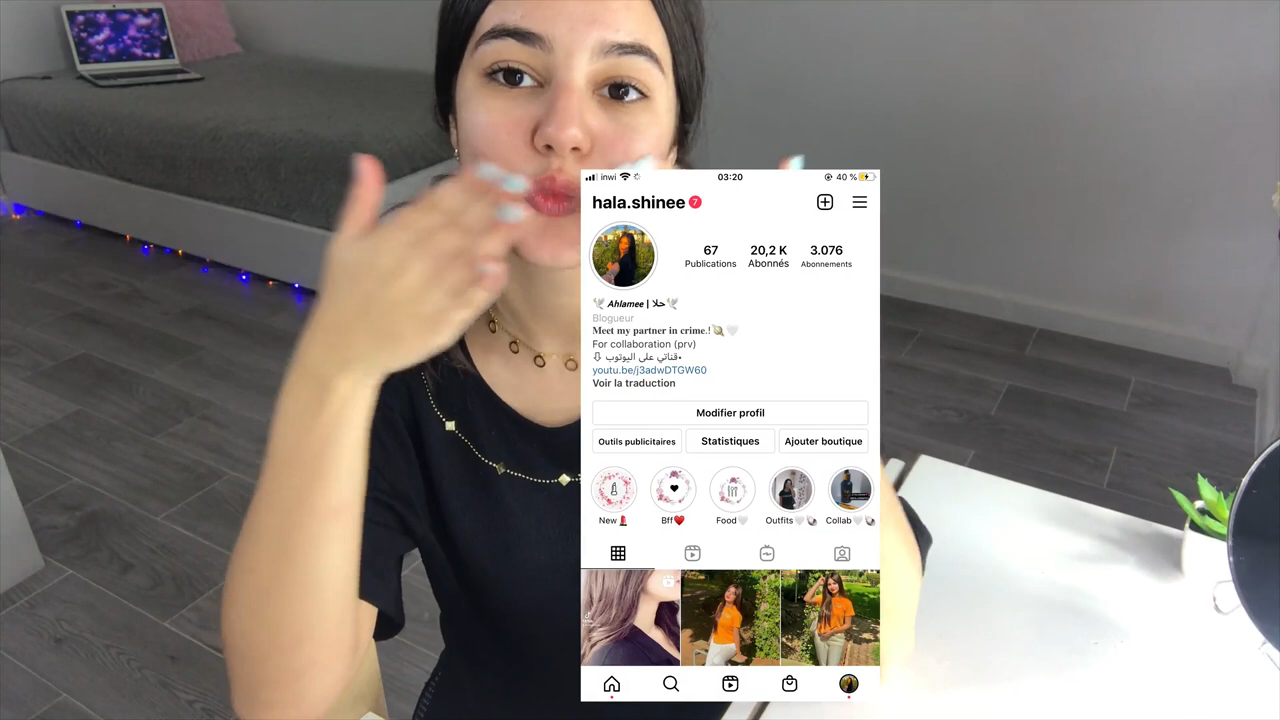 inwi 03:20 40 %
hala.shinee 7
67 20,2 K 3.076
Publications Abonnés Abonnements
🕊 Ahlamee | حلا🕊
Blogueur
Meet my partner in crime.!🪐🤍
For collaboration (prv)
⇩ قناتي على اليوتوب•
youtu.be/j3adwDTGW60
Voir la traduction
Modifier profil
Outils publicitaires Statistiques Ajouter boutique
New💄 Bff❤️ Food🤍 Outfits🤍🐚 Collab🤍🐚